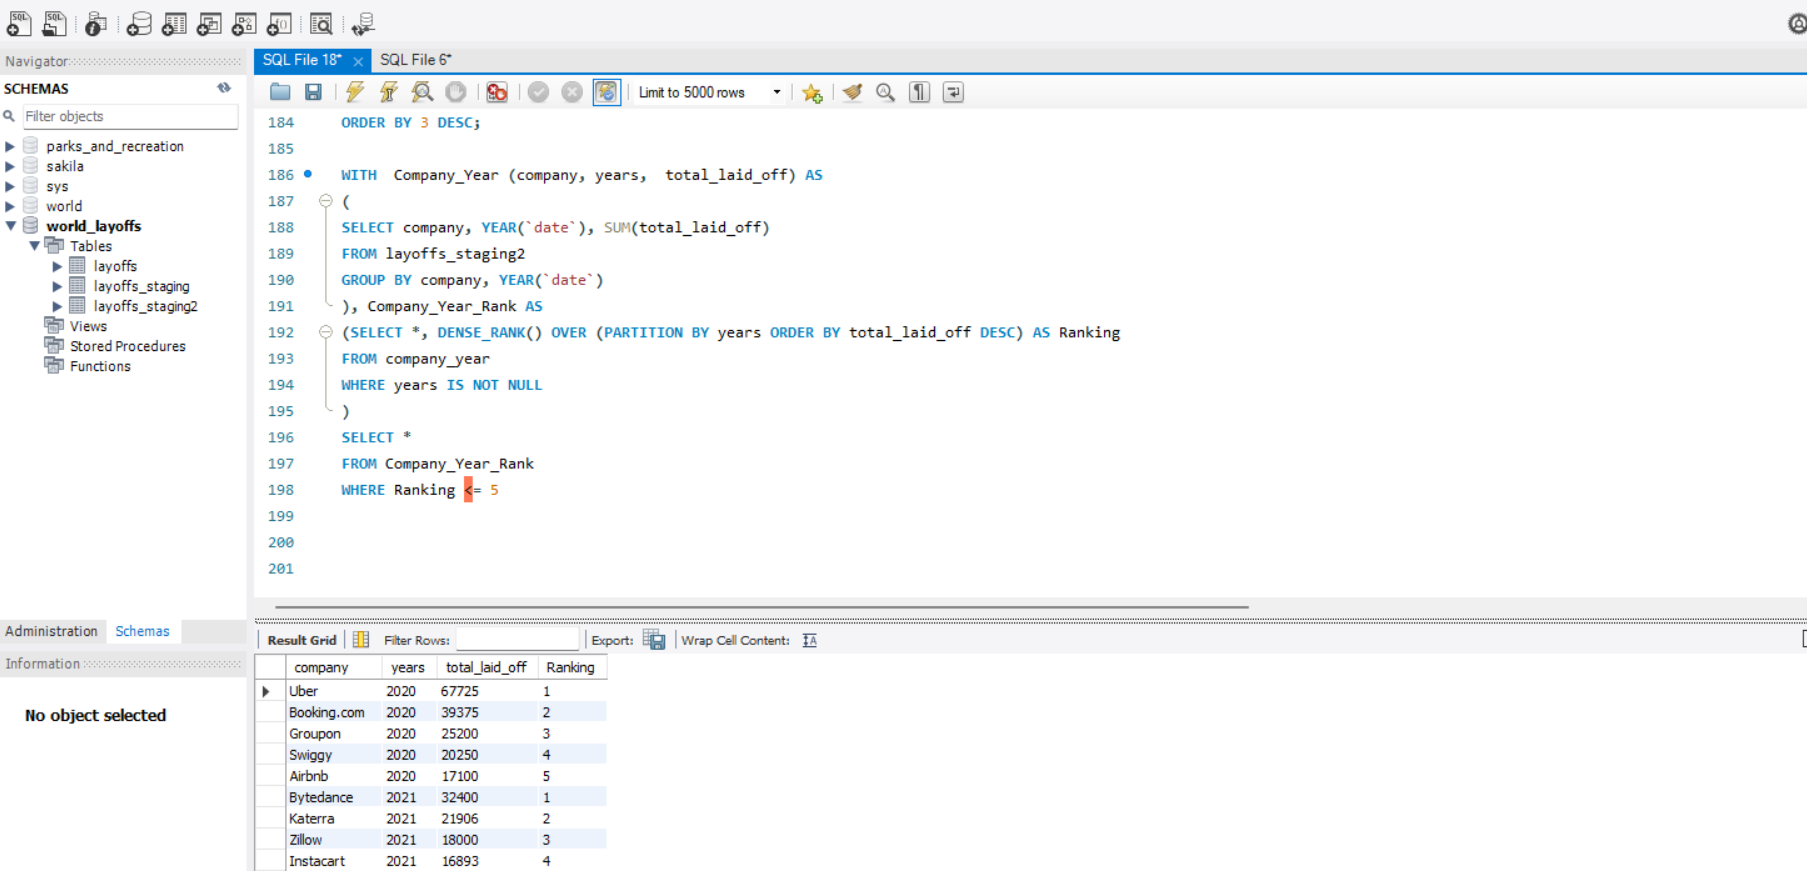 SQL SQL
Navigator
SQL File 18* × SQL File 6*
SCHEMAS
Filter objects
Limit to 5000 rows
parks_and_recreation
sakila
sys
world
world_layoffs
Tables
layoffs
layoffs_staging
layoffs_staging2
Views
Stored Procedures
Functions
184 ORDER BY 3 DESC;
185
186 WITH  Company_Year (company, years,  total_laid_off) AS
187 (
188 SELECT company, YEAR(`date`), SUM(total_laid_off)
189 FROM layoffs_staging2
190 GROUP BY company, YEAR(`date`)
191 ), Company_Year_Rank AS
192 (SELECT *, DENSE_RANK() OVER (PARTITION BY years ORDER BY total_laid_off DESC) AS Ranking
193 FROM company_year
194 WHERE years IS NOT NULL
195 )
196 SELECT *
197 FROM Company_Year_Rank
198 WHERE Ranking <= 5
199
200
201
Administration Schemas
Information
No object selected
Result Grid Filter Rows: Export: Wrap Cell Content:
company years total_laid_off Ranking
Uber 2020 67725 1
Booking.com 2020 39375 2
Groupon 2020 25200 3
Swiggy 2020 20250 4
Airbnb 2020 17100 5
Bytedance 2021 32400 1
Katerra 2021 21906 2
Zillow 2021 18000 3
Instacart 2021 16893 4